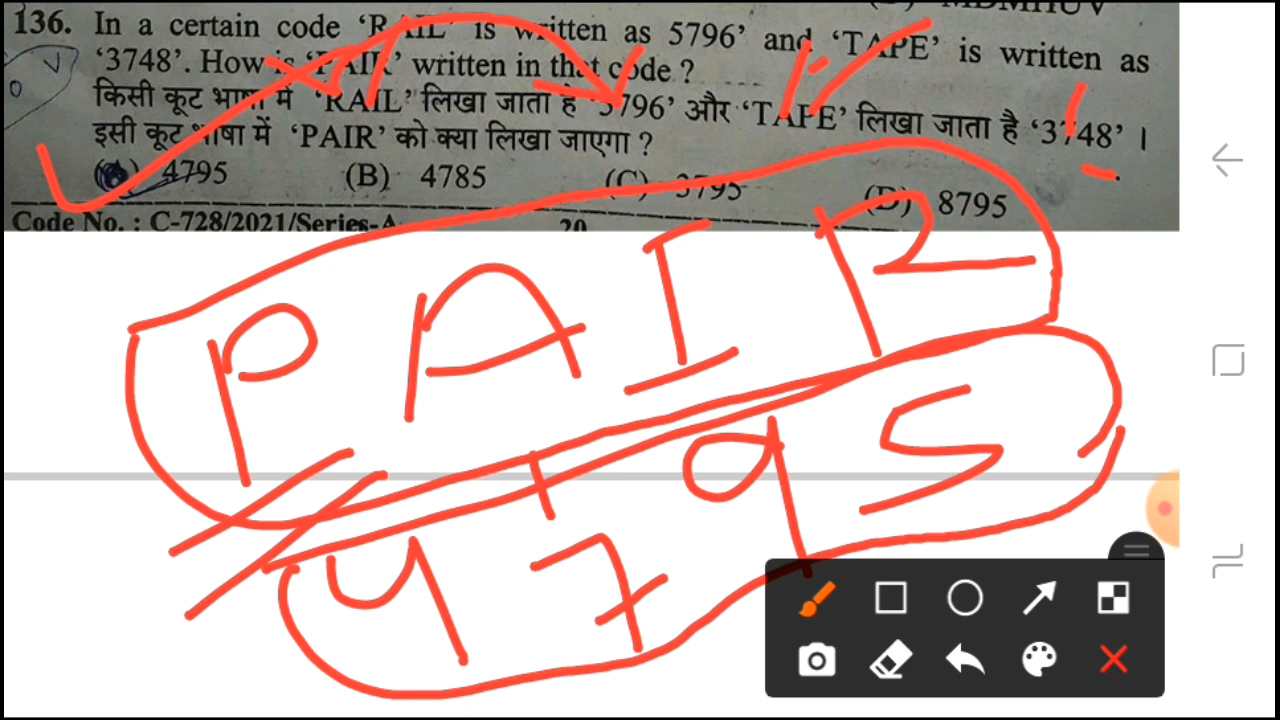 MDMHUV
136. In a certain code ‘RAIL’ is written as 5796’ and ‘TAPE’ is written as
‘3748’. How is ‘PAIR’ written in that code ?
किसी कूट भाषा में ‘RAIL’ लिखा जाता है ‘5796’ और ‘TAPE’ लिखा जाता है ‘3748’ ।
इसी कूट भाषा में ‘PAIR’ को क्या लिखा जाएगा ?
(A) 4795 (B) 4785 (C) 3795 (D) 8795
Code No. : C-728/2021/Series-A 20
PAIR
4795